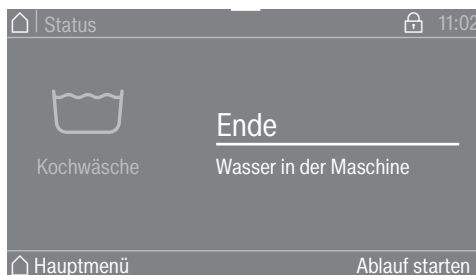 Status 11:02
Ende
Kochwäsche Wasser in der Maschine
Hauptmenü Ablauf starten